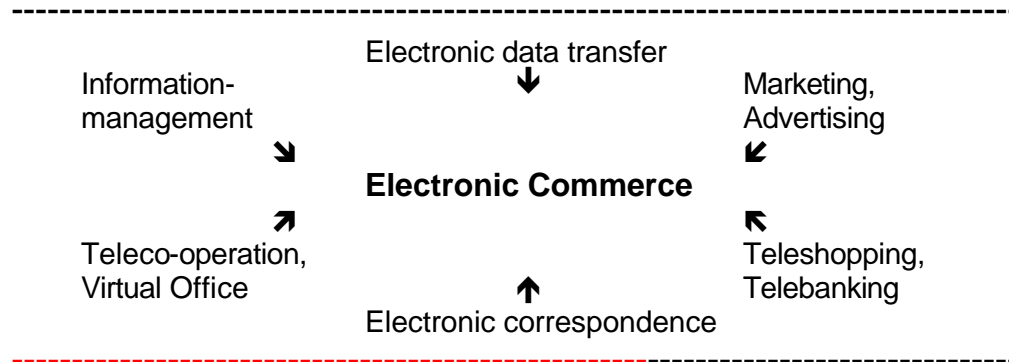 Electronic data transfer
Information-
management
Marketing,
Advertising
Electronic Commerce
Teleco-operation,
Virtual Office
Teleshopping,
Telebanking
Electronic correspondence